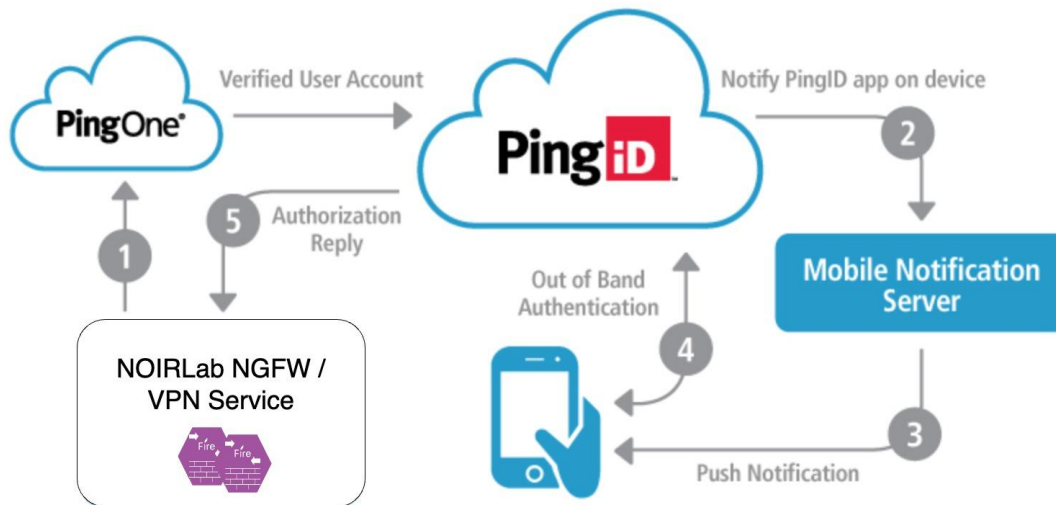 PingOne®
Verified User Account
PingiD™
Notify PingID app on device
2
1
5
Authorization
Reply
Out of Band
Authentication
4
Mobile Notification
Server
NOIRLab NGFW /
VPN Service
Fire
Fire
3
Push Notification